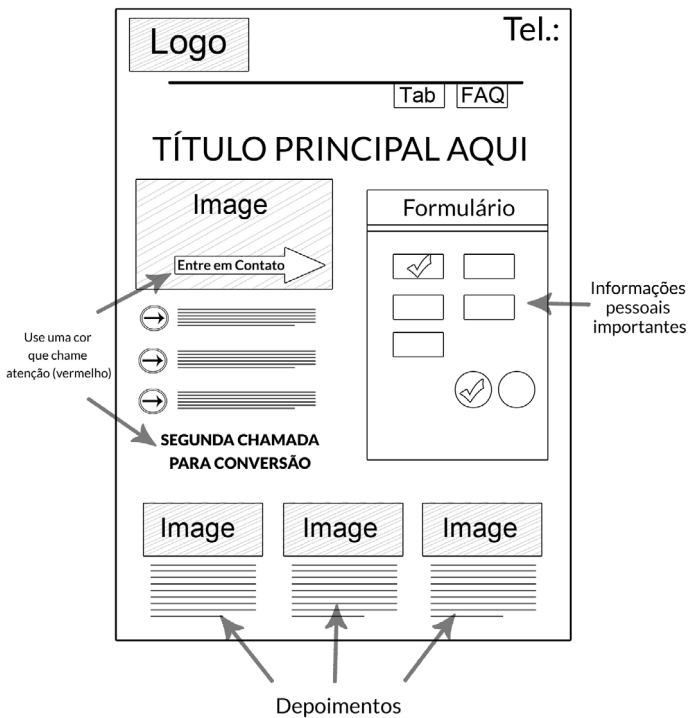 Logo
Tel.:
Tab
FAQ
TÍTULO PRINCIPAL AQUI
Image
Entre em Contato
Formulário
Informações
pessoais
importantes
Use uma cor
que chame
atenção (vermelho)
SEGUNDA CHAMADA
PARA CONVERSÃO
Image
Image
Image
Depoimentos